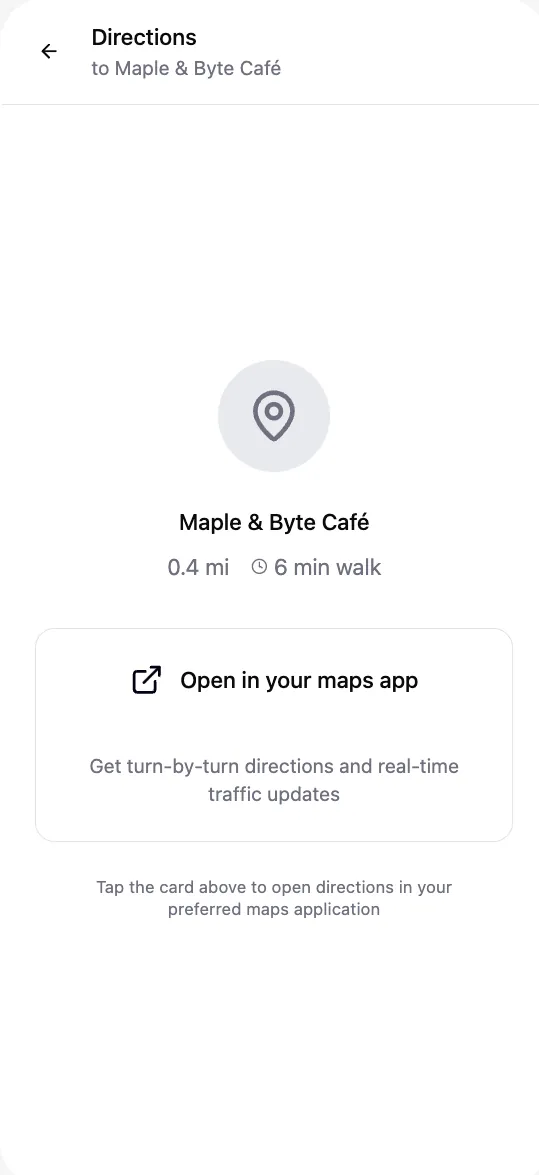 Directions
to Maple & Byte Café
Maple & Byte Café
0.4 mi 6 min walk
Open in your maps app
Get turn-by-turn directions and real-time
traffic updates
Tap the card above to open directions in your
preferred maps application